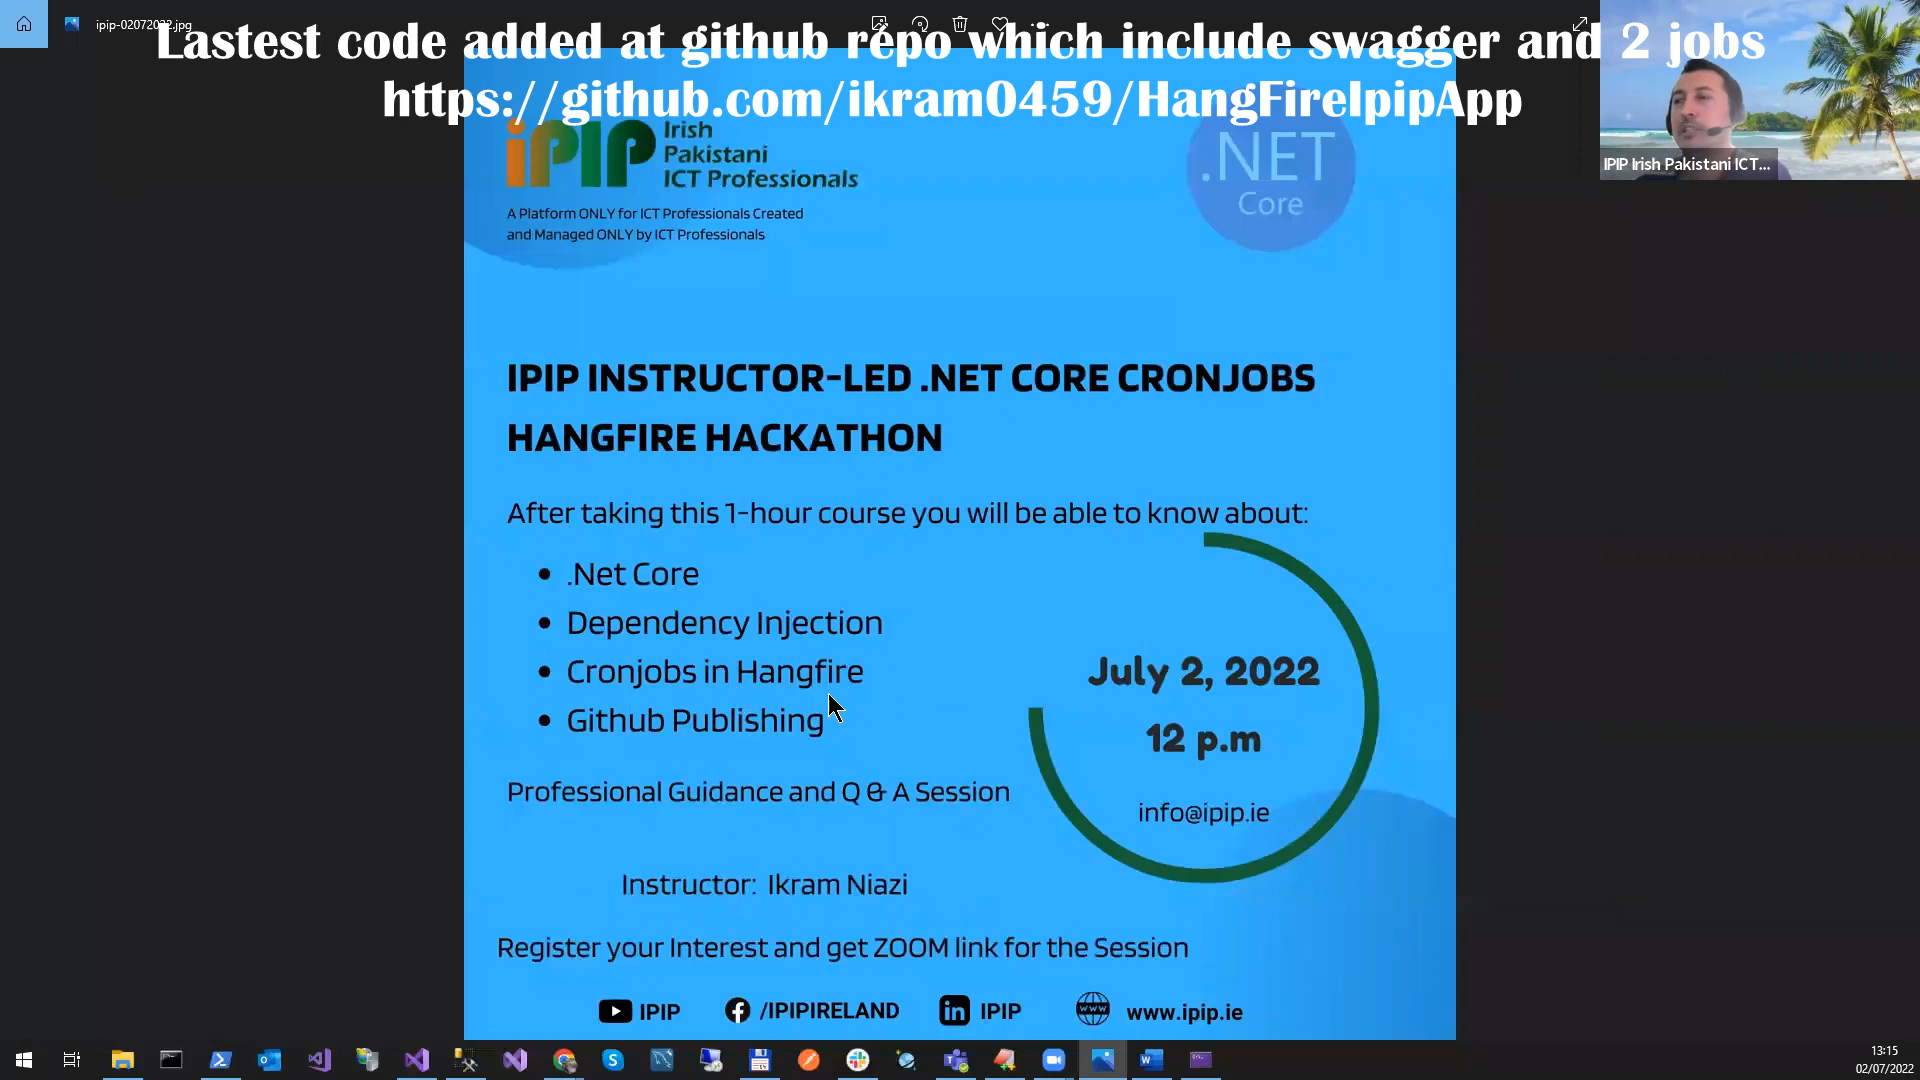 ipip-02072022.jpg
Lastest code added at github repo which include swagger and 2 jobs
https://github.com/ikram0459/HangFireIpipApp
IPIP Irish Pakistani ICT...
iPIP
Irish
Pakistani
ICT Professionals
A Platform ONLY for ICT Professionals Created
and Managed ONLY by ICT Professionals
.NET
Core
IPIP INSTRUCTOR-LED .NET CORE CRONJOBS
HANGFIRE HACKATHON
After taking this 1-hour course you will be able to know about:
.Net Core
Dependency Injection
Cronjobs in Hangfire
Github Publishing
Professional Guidance and Q & A Session
July 2, 2022
12 p.m
info@ipip.ie
Instructor: Ikram Niazi
Register your Interest and get ZOOM link for the Session
IPIP
/IPIPIRELAND
IPIP
www.ipip.ie
13:15
02/07/2022